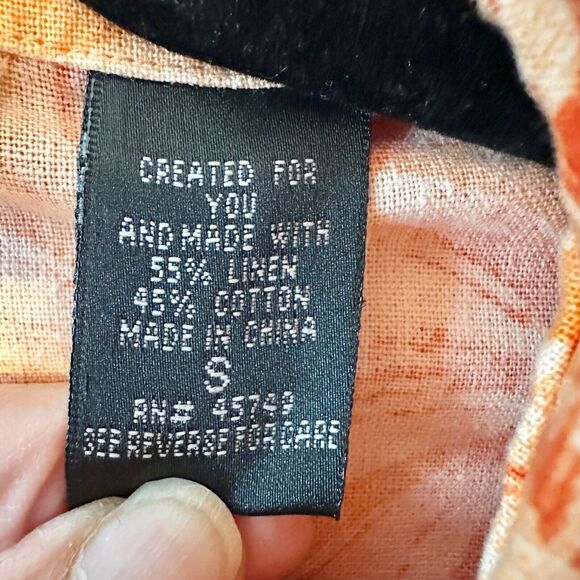 CREATED FOR
YOU
AND MADE WITH
55% LINEN
45% COTTON
MADE IN CHINA
S
RN# 45749
SEE REVERSE FOR CARE